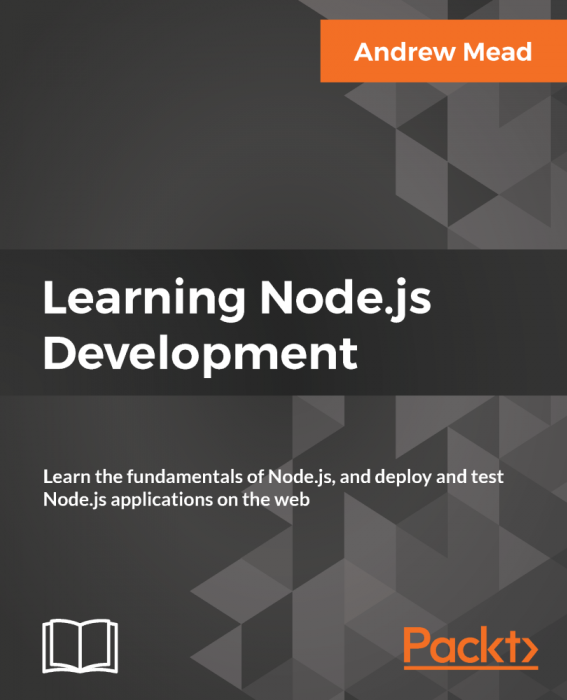 Andrew Mead
Learning Node.js
Development
Learn the fundamentals of Node.js, and deploy and test
Node.js applications on the web
Packt>